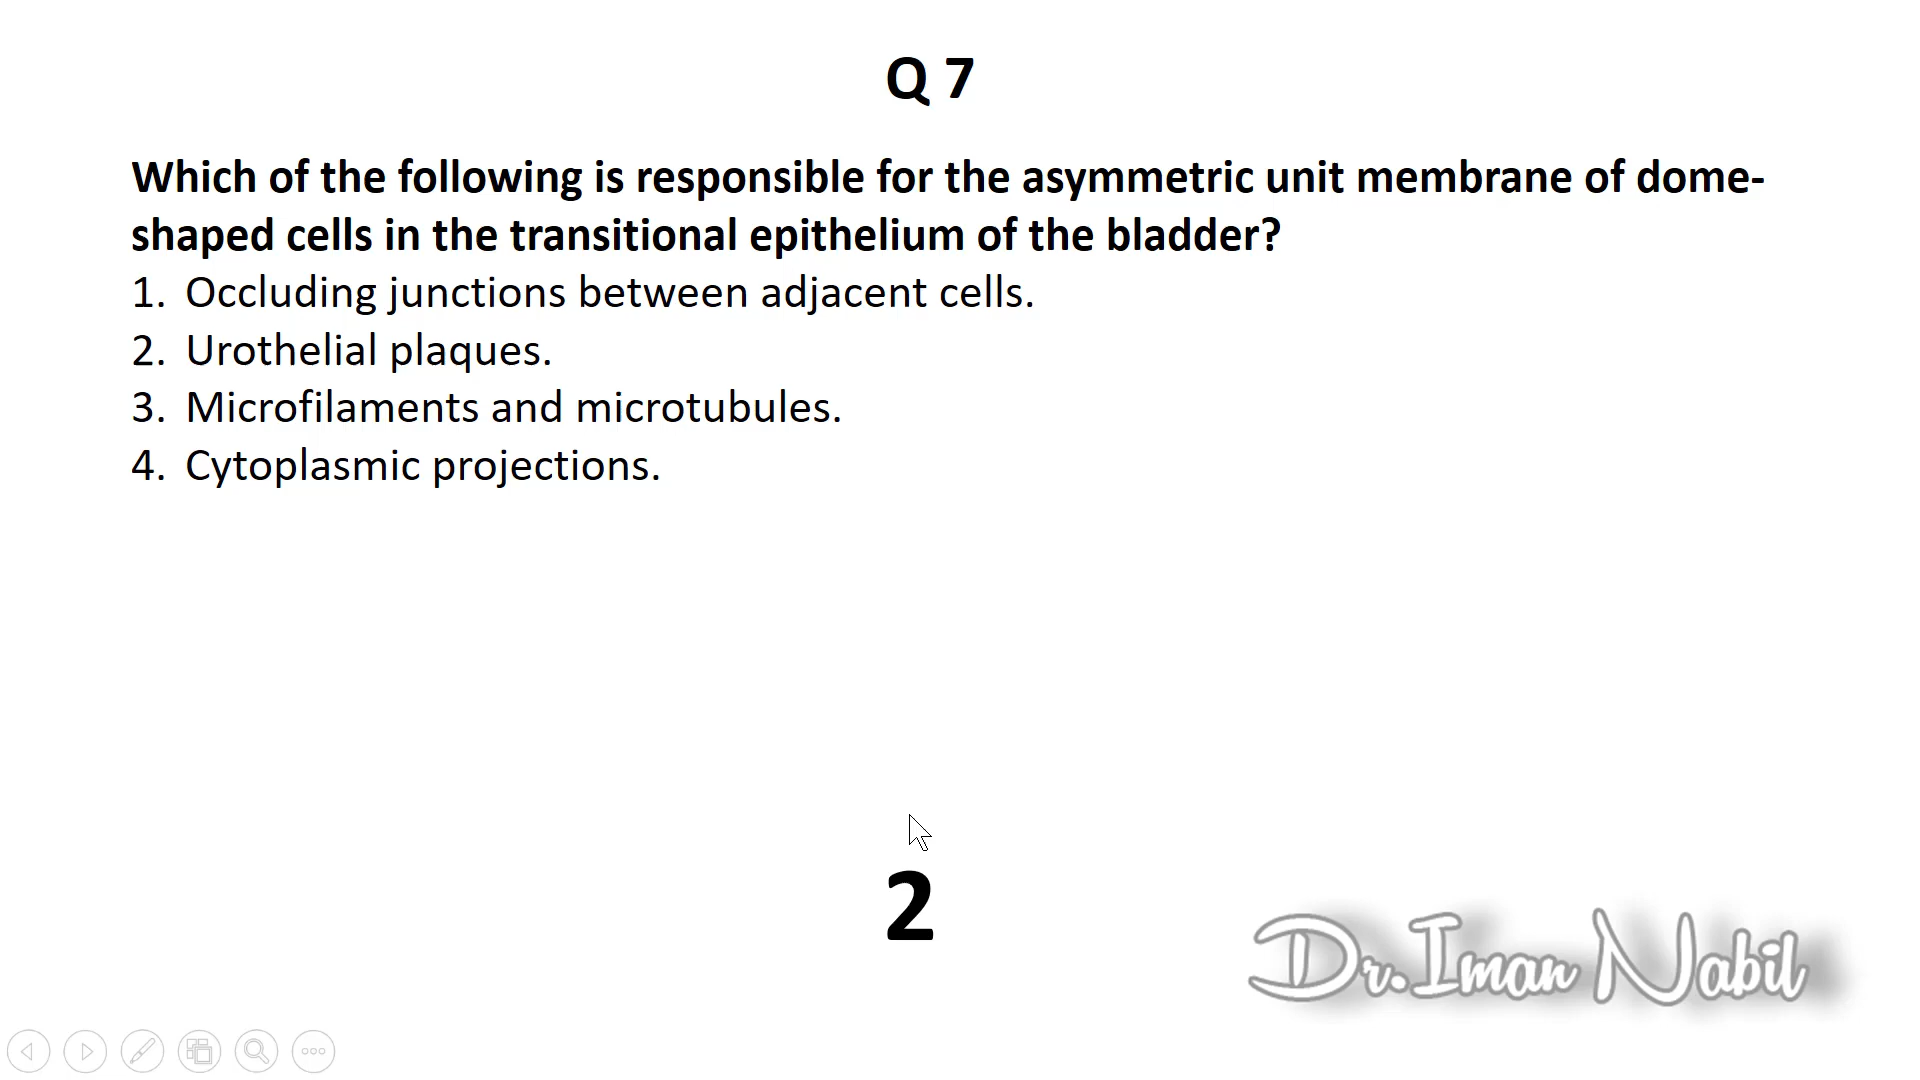 Q 7
Which of the following is responsible for the asymmetric unit membrane of dome-
shaped cells in the transitional epithelium of the bladder?
1. Occluding junctions between adjacent cells.
2. Urothelial plaques.
3. Microfilaments and microtubules.
4. Cytoplasmic projections.
2
Dr.Iman Nabil